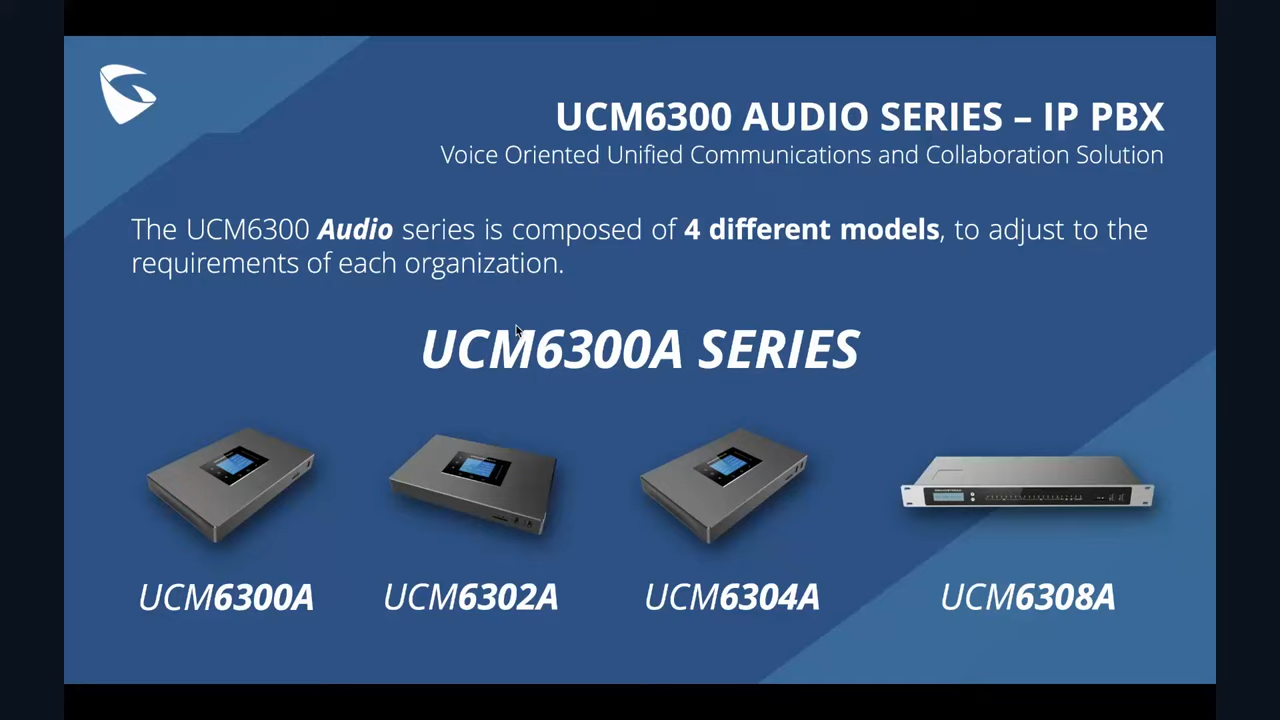 UCM6300 AUDIO SERIES – IP PBX
Voice Oriented Unified Communications and Collaboration Solution
The UCM6300 Audio series is composed of 4 different models, to adjust to the
requirements of each organization.
UCM6300A SERIES
UCM6300A
UCM6302A
UCM6304A
UCM6308A